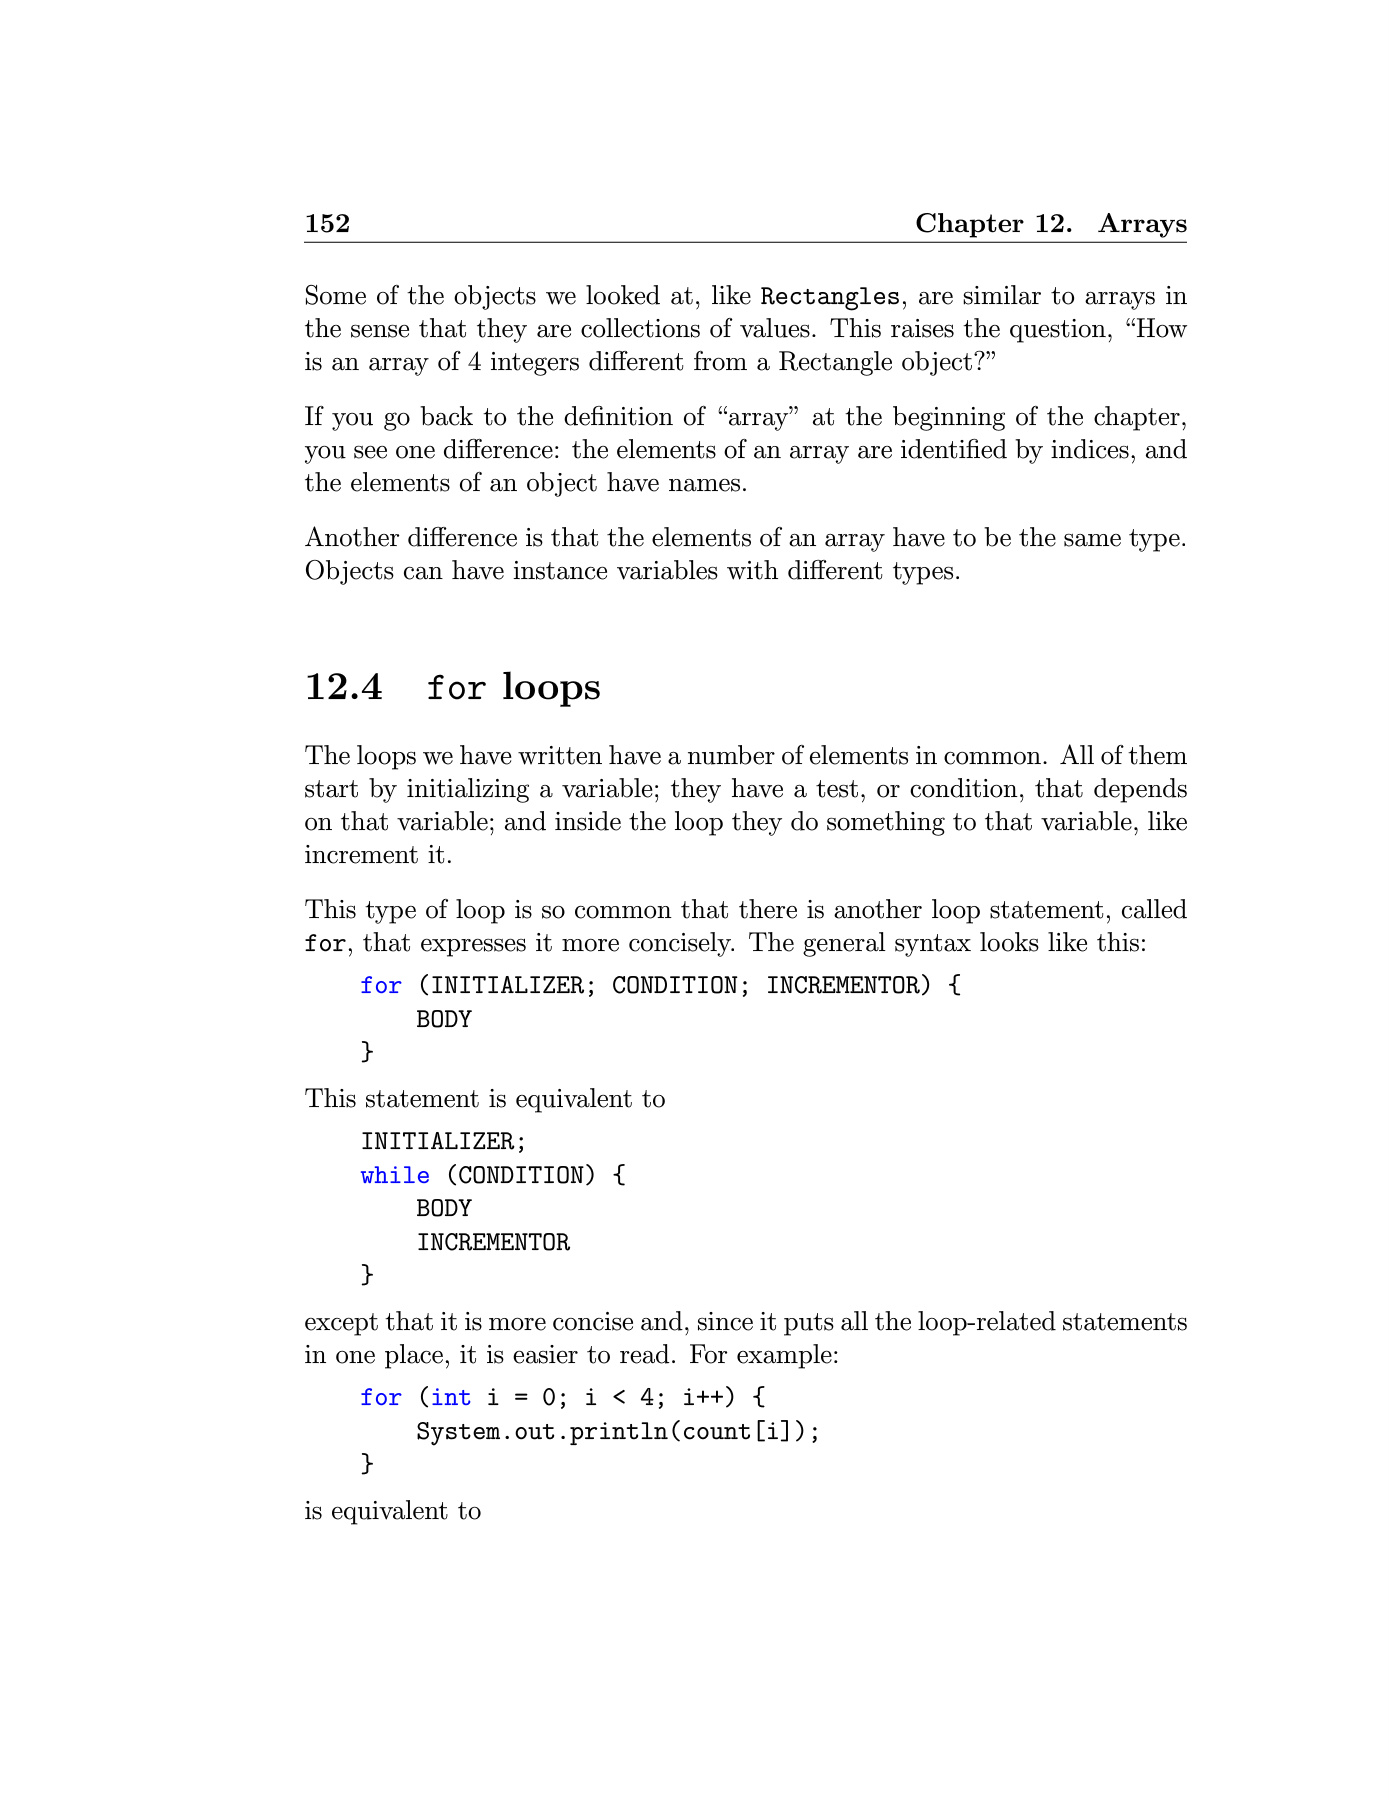 152 Chapter 12. Arrays
Some of the objects we looked at, like Rectangles, are similar to arrays in
the sense that they are collections of values. This raises the question, “How
is an array of 4 integers different from a Rectangle object?”
If you go back to the definition of “array” at the beginning of the chapter,
you see one difference: the elements of an array are identified by indices, and
the elements of an object have names.
Another difference is that the elements of an array have to be the same type.
Objects can have instance variables with different types.
12.4 for loops
The loops we have written have a number of elements in common. All of them
start by initializing a variable; they have a test, or condition, that depends
on that variable; and inside the loop they do something to that variable, like
increment it.
This type of loop is so common that there is another loop statement, called
for, that expresses it more concisely. The general syntax looks like this:
for (INITIALIZER; CONDITION; INCREMENTOR) {
    BODY
}
This statement is equivalent to
INITIALIZER;
while (CONDITION) {
    BODY
    INCREMENTOR
}
except that it is more concise and, since it puts all the loop-related statements
in one place, it is easier to read. For example:
for (int i = 0; i < 4; i++) {
    System.out.println(count[i]);
}
is equivalent to